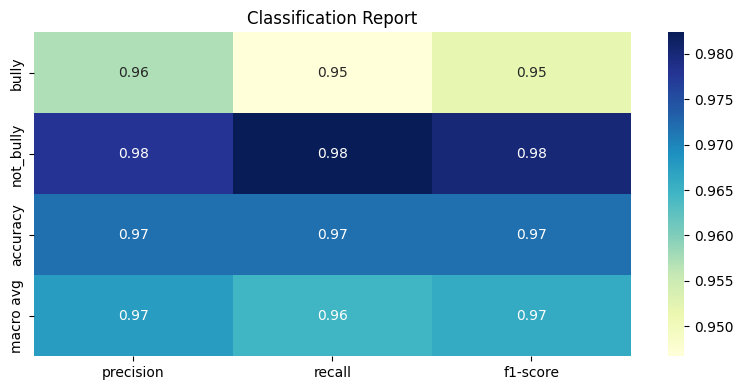 Classification Report
bully 0.96 0.95 0.95
not_bully 0.98 0.98 0.98
accuracy 0.97 0.97 0.97
macro avg 0.97 0.96 0.97
precision recall f1-score
0.980
0.975
0.970
0.965
0.960
0.955
0.950